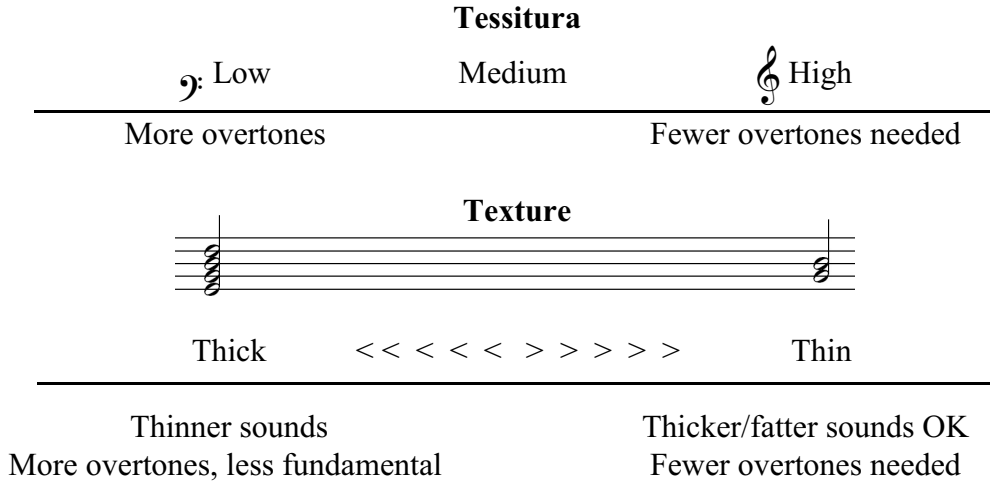 Tessitura
Low Medium High
More overtones Fewer overtones needed
Texture
Thick < < < < < > > > > > Thin
Thinner sounds Thicker/fatter sounds OK
More overtones, less fundamental Fewer overtones needed